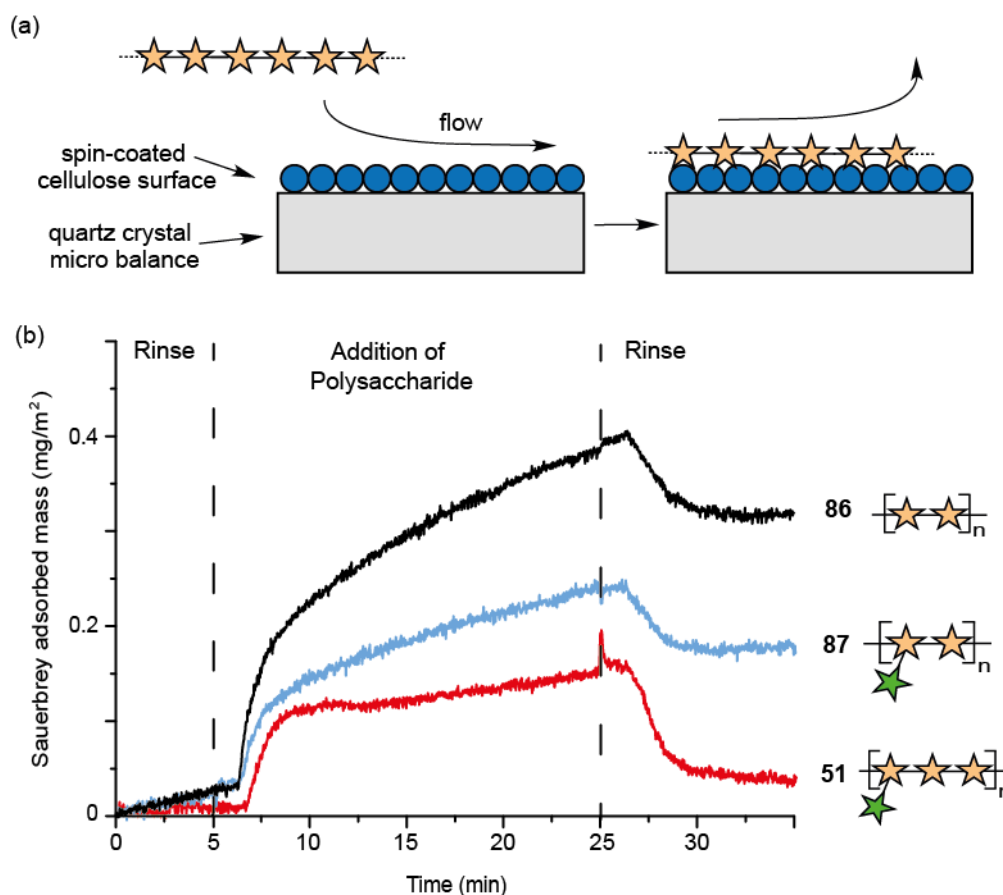 (a)
flow
spin-coated
cellulose surface
quartz crystal
micro balance
(b)
Rinse
Addition of
Polysaccharide
Rinse
Sauerbrey adsorbed mass (mg/m²)
0.4
0.2
0
0 5 10 15 20 25 30
Time (min)
86
n
87
n
51
n